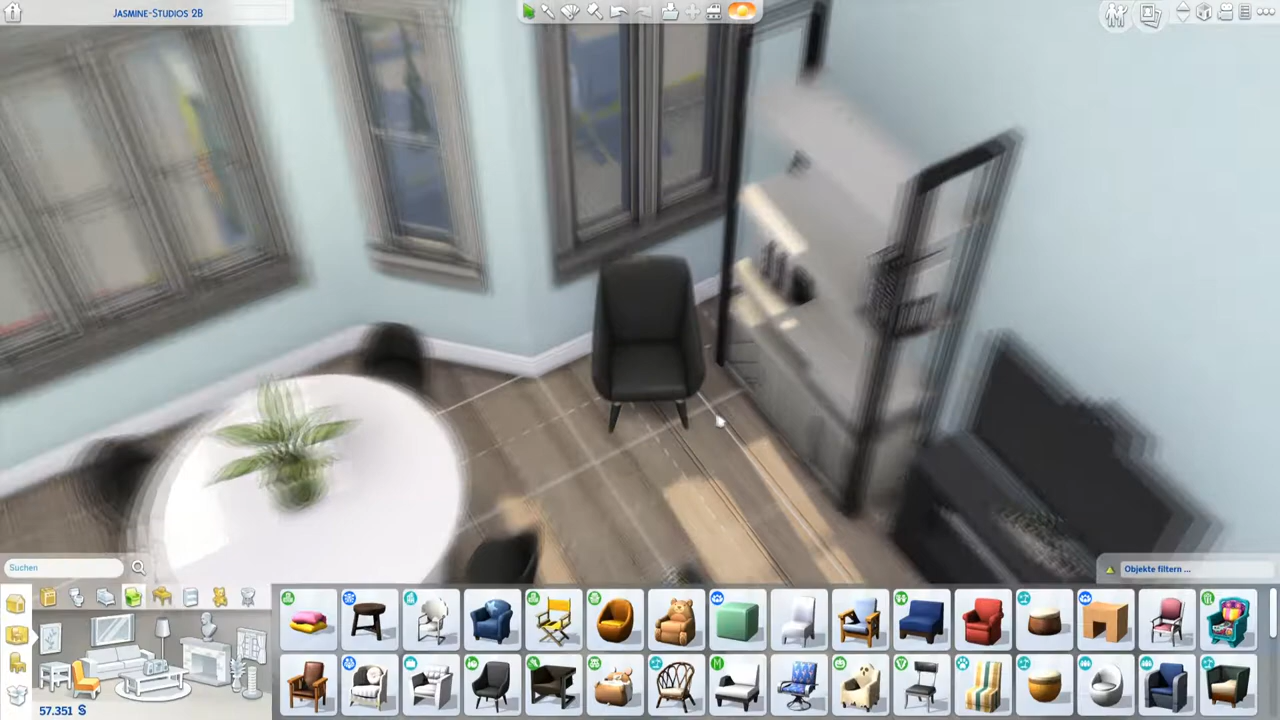 Jasmine-Studios 2B
Suchen
Objekte filtern ...
57.351 $